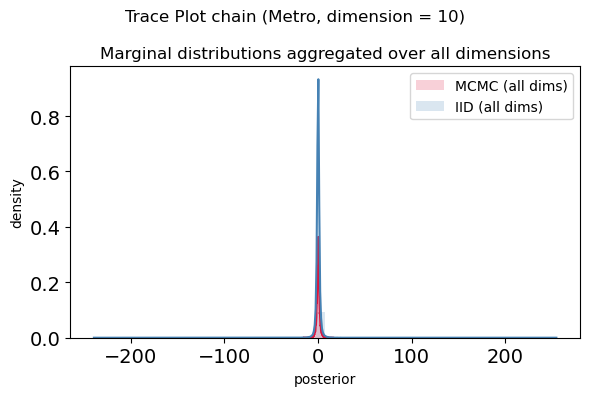 Trace Plot chain (Metro, dimension = 10)
Marginal distributions aggregated over all dimensions
MCMC (all dims)
IID (all dims)
density
0.8
0.6
0.4
0.2
0.0
−200
−100
0
100
200
posterior